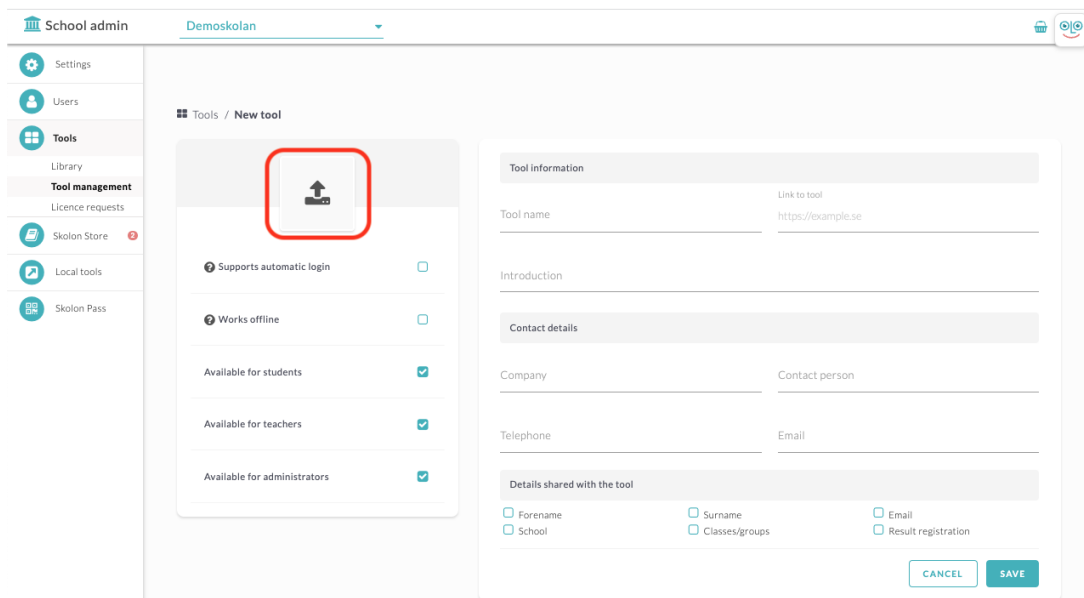 School admin
Demoskolan
Settings
Users
Tools
Library
Tool management
Licence requests
Skolon Store 2
Local tools
Skolon Pass
Tools / New tool
Supports automatic login
Works offline
Available for students
Available for teachers
Available for administrators
Tool information
Link to tool
Tool name
https://example.se
Introduction
Contact details
Company
Contact person
Telephone
Email
Details shared with the tool
Forename
Surname
Email
School
Classes/groups
Result registration
CANCEL
SAVE